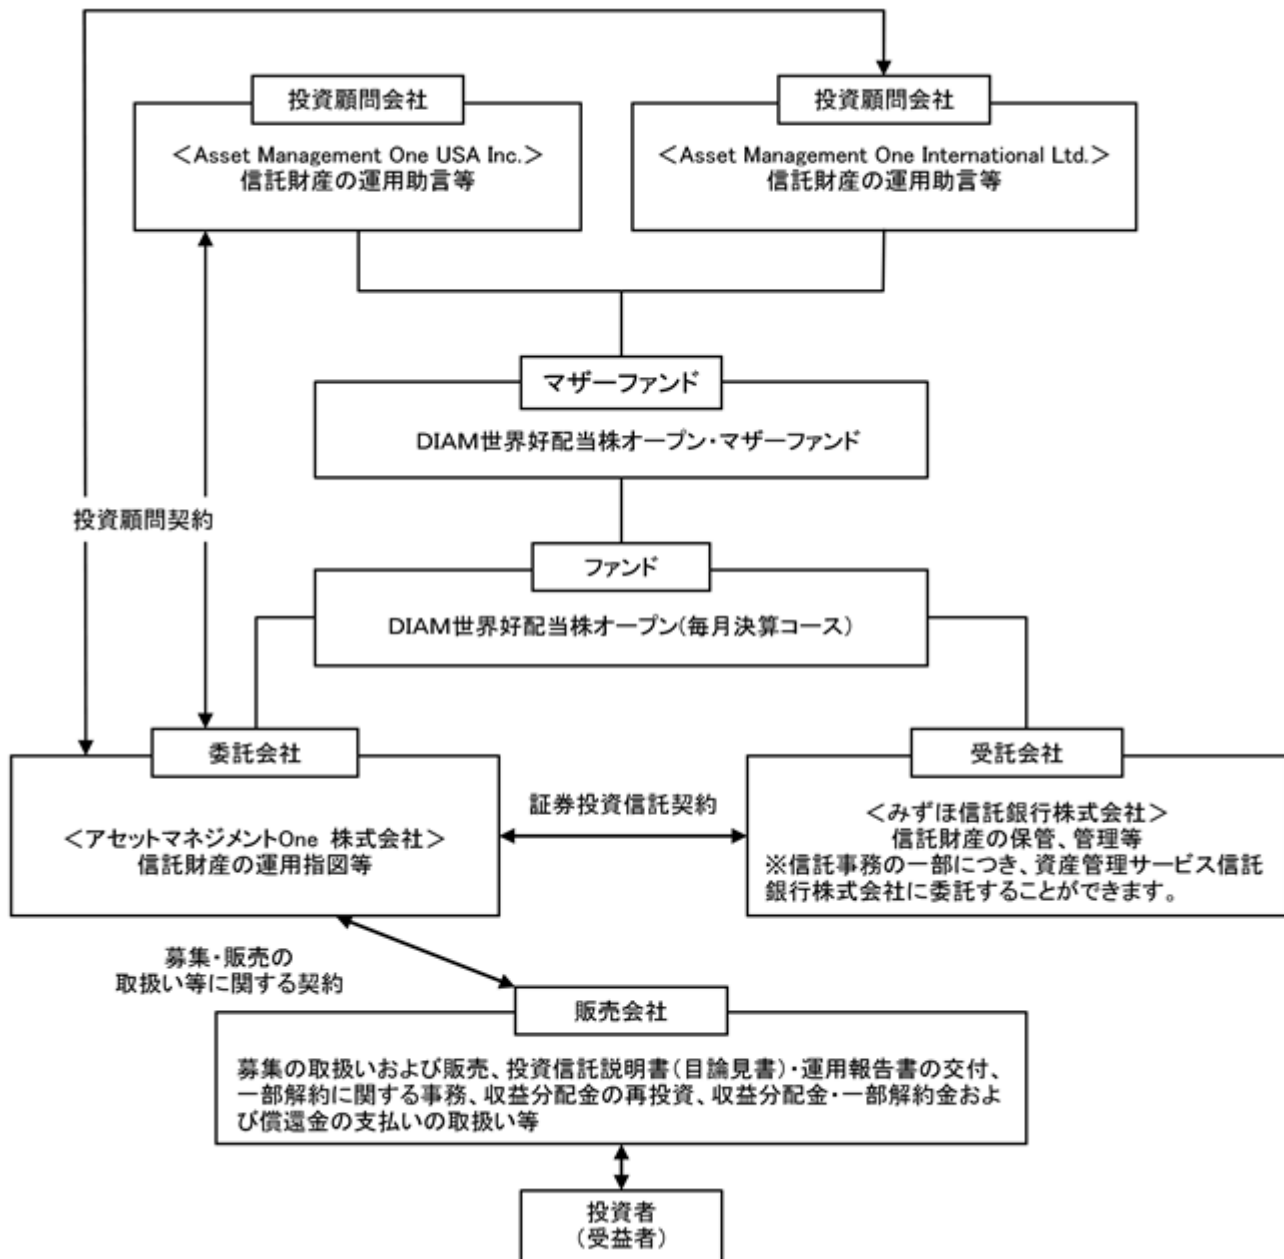 投資顧問会社
<Asset Management One USA Inc.>
信託財産の運用助言等
投資顧問会社
<Asset Management One International Ltd.>
信託財産の運用助言等
マザーファンド
DIAM世界好配当株オープン・マザーファンド
投資顧問契約
ファンド
DIAM世界好配当株オープン(毎月決算コース)
委託会社
<アセットマネジメントOne 株式会社>
信託財産の運用指図等
証券投資信託契約
受託会社
<みずほ信託銀行株式会社>
信託財産の保管、管理等
※信託事務の一部につき、資産管理サービス信託
銀行株式会社に委託することができます。
募集・販売の
取扱い等に関する契約
販売会社
募集の取扱いおよび販売、投資信託説明書(目論見書)・運用報告書の交付、
一部解約に関する事務、収益分配金の再投資、収益分配金・一部解約金およ
び償還金の支払いの取扱い等
投資者
(受益者)